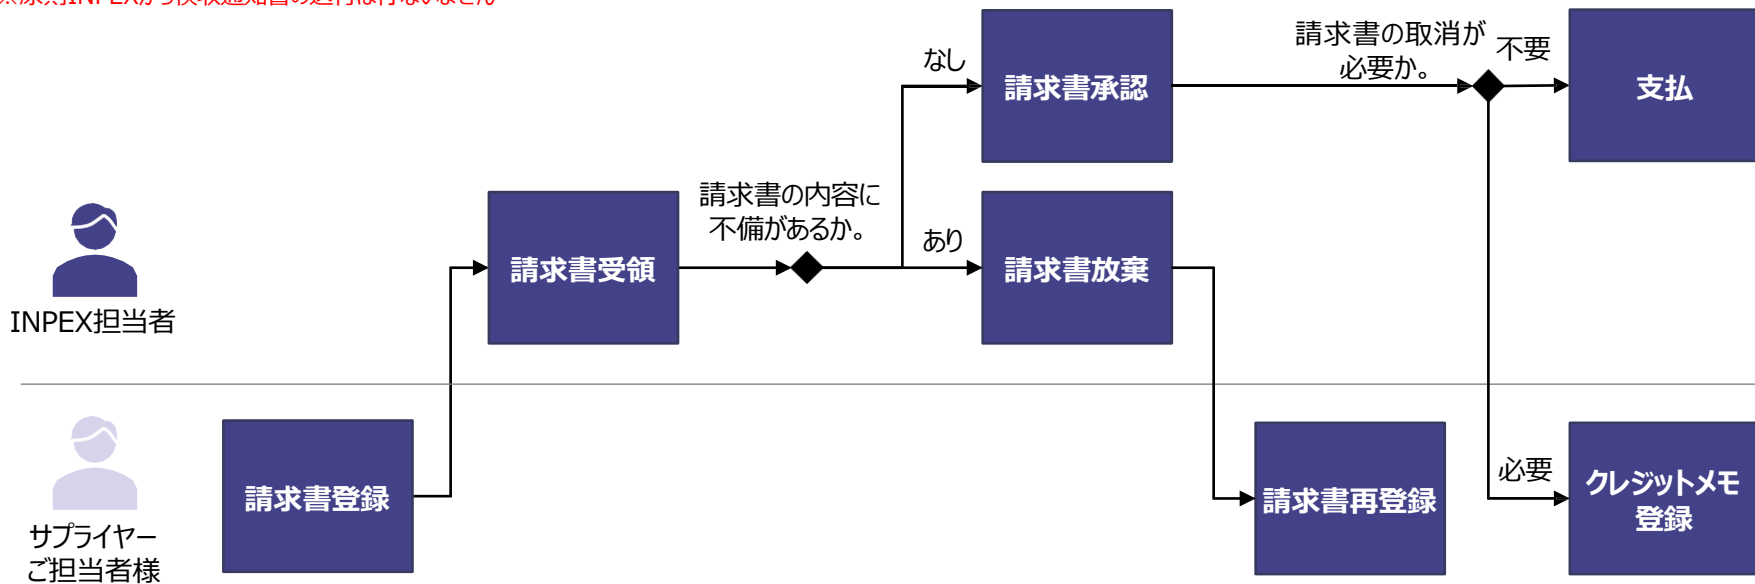 なし
請求書承認
請求書の取消が
必要か。
不要
支払
請求書の内容に
不備があるか。
あり
請求書受領
請求書放棄
INPEX担当者
請求書登録
請求書再登録
必要
クレジットメモ
登録
サプライヤー
ご担当者様